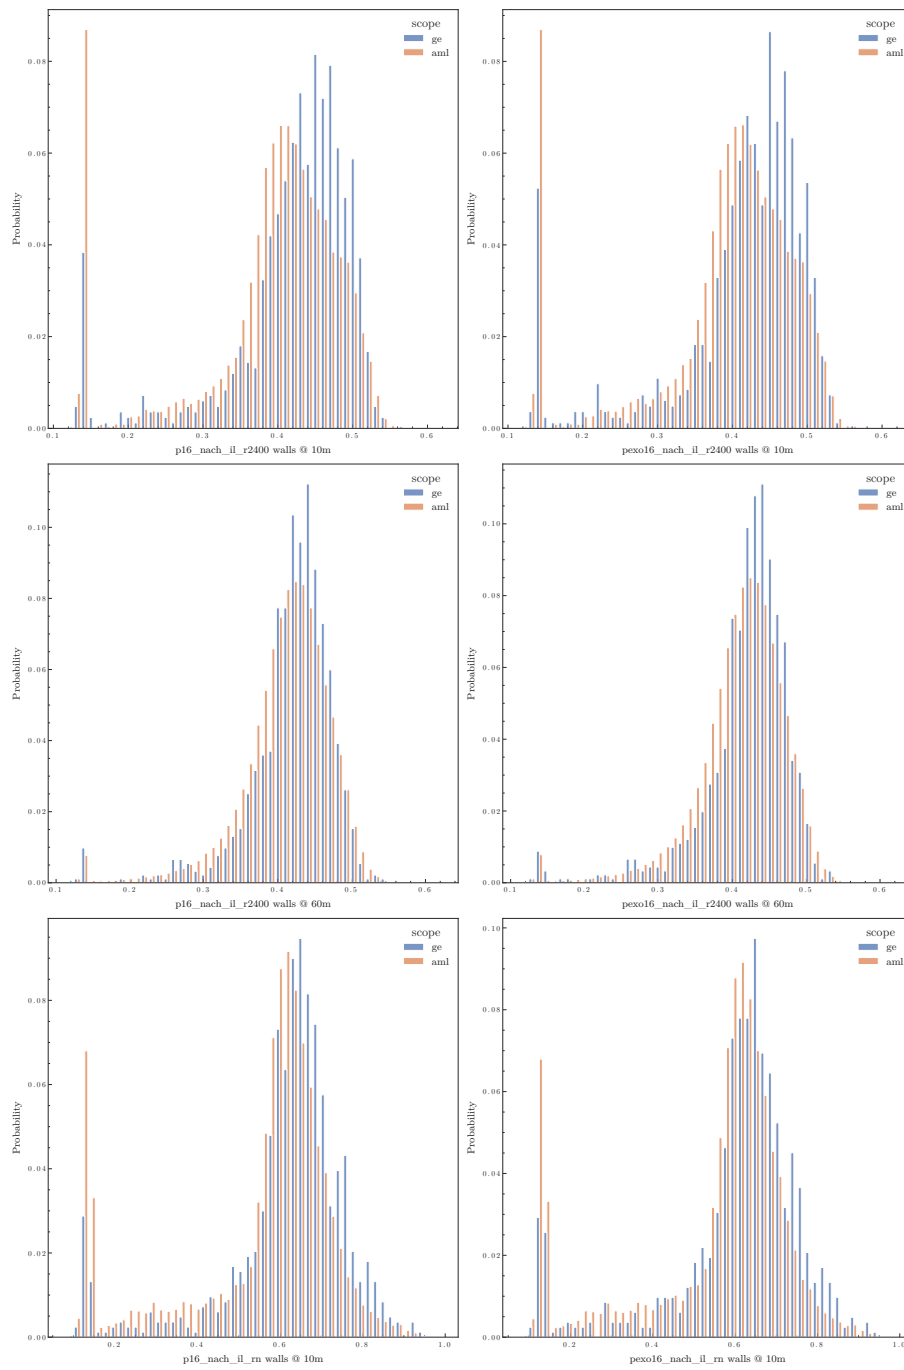 scope
ge
aml
0.08
0.06
0.04
0.02
0.00
Probability
0.1 0.2 0.3 0.4 0.5 0.6
p16_nach_il_r2400 walls @ 10m
scope
ge
aml
0.08
0.06
0.04
0.02
0.00
Probability
0.1 0.2 0.3 0.4 0.5 0.6
pexo16_nach_il_r2400 walls @ 10m
scope
ge
aml
0.10
0.08
0.06
0.04
0.02
0.00
Probability
0.1 0.2 0.3 0.4 0.5 0.6
p16_nach_il_r2400 walls @ 60m
scope
ge
aml
0.10
0.08
0.06
0.04
0.02
0.00
Probability
0.1 0.2 0.3 0.4 0.5 0.6
pexo16_nach_il_r2400 walls @ 60m
scope
ge
aml
0.08
0.06
0.04
0.02
0.00
Probability
0.2 0.4 0.6 0.8 1.0
p16_nach_il_rn walls @ 10m
scope
ge
aml
0.10
0.08
0.06
0.04
0.02
0.00
Probability
0.2 0.4 0.6 0.8 1.0
pexo16_nach_il_rn walls @ 10m